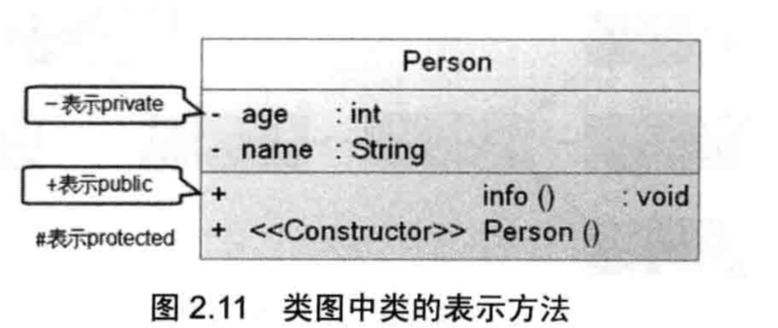 Person
－表示private
- age : int
- name : String
+表示public
+ info () : void
#表示protected
+ <<Constructor>> Person ()
图 2.11 类图中类的表示方法